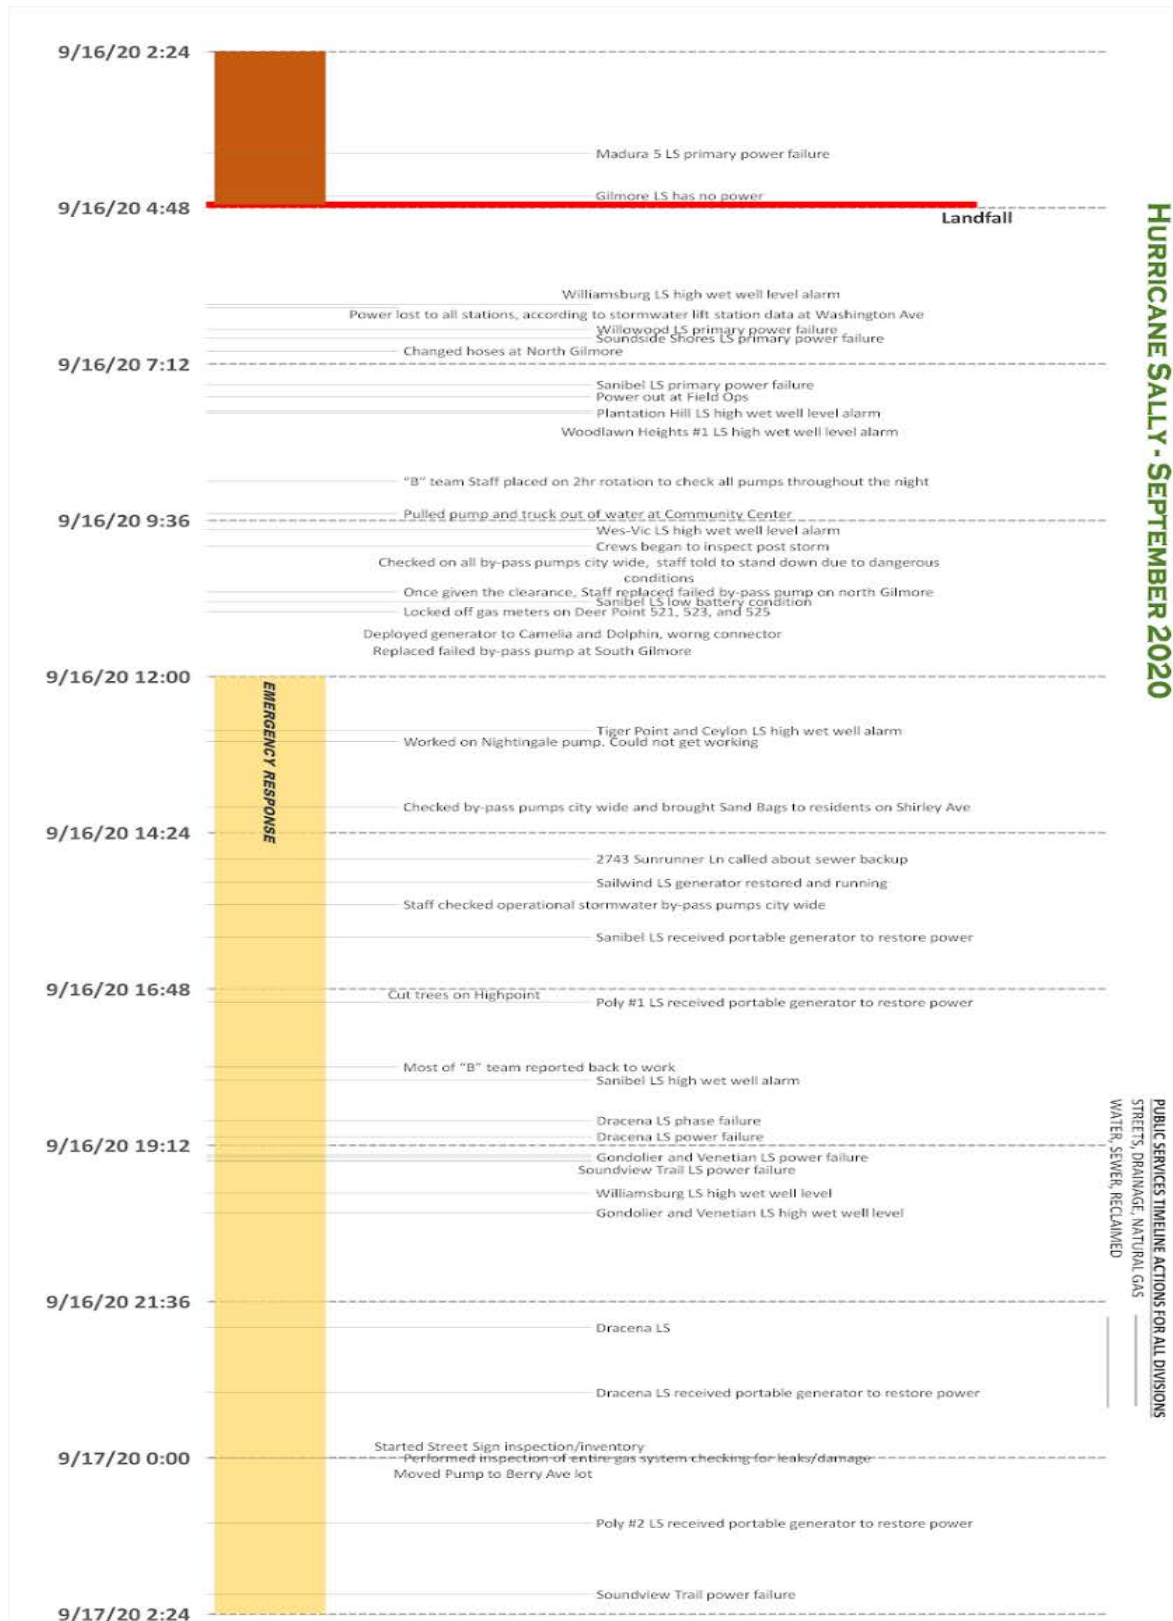 9/16/20 2:24
Madura 5 LS primary power failure
Gilmore LS has no power
9/16/20 4:48
Landfall
Williamsburg LS high wet well level alarm
Power lost to all stations, according to stormwater lift station data at Washington Ave
Willowood LS primary power failure
Soundside Shores LS primary power failure
Changed hoses at North Gilmore
9/16/20 7:12
Sanibel LS primary power failure
Power out at Field Ops
Plantation Hill LS high wet well level alarm
Woodlawn Heights #1 LS high wet well level alarm
"B" team Staff placed on 2hr rotation to check all pumps throughout the night
Pulled pump and truck out of water at Community Center
9/16/20 9:36
Wes-Vic LS high wet well level alarm
Crews began to inspect post storm
Checked on all by-pass pumps city wide, staff told to stand down due to dangerous
conditions
Once given the clearance, Staff replaced failed by-pass pump on north Gilmore
Sanibel LS low battery condition
Locked off gas meters on Deer Point 521, 523, and 525
Deployed generator to Camelia and Dolphin, worng connector
Replaced failed by-pass pump at South Gilmore
9/16/20 12:00
EMERGENCY RESPONSE
Tiger Point and Ceylon LS high wet well alarm
Worked on Nightingale pump. Could not get working
Checked by-pass pumps city wide and brought Sand Bags to residents on Shirley Ave
9/16/20 14:24
2743 Sunrunner Ln called about sewer backup
Sailwind LS generator restored and running
Staff checked operational stormwater by-pass pumps city wide
Sanibel LS received portable generator to restore power
9/16/20 16:48
Cut trees on Highpoint
Poly #1 LS received portable generator to restore power
Most of "B" team reported back to work
Sanibel LS high wet well alarm
Dracena LS phase failure
Dracena LS power failure
9/16/20 19:12
Gondolier and Venetian LS power failure
Soundview Trail LS power failure
Williamsburg LS high wet well level
Gondolier and Venetian LS high wet well level
9/16/20 21:36
Dracena LS
Dracena LS received portable generator to restore power
Started Street Sign inspection/inventory
9/17/20 0:00
Performed inspection of entire gas system checking for leaks/damage
Moved Pump to Berry Ave lot
Poly #2 LS received portable generator to restore power
Soundview Trail power failure
9/17/20 2:24
HURRICANE SALLY - SEPTEMBER 2020
PUBLIC SERVICES TIMELINE ACTIONS FOR ALL DIVISIONS
STREETS, DRAINAGE, NATURAL GAS
WATER, SEWER, RECLAIMED